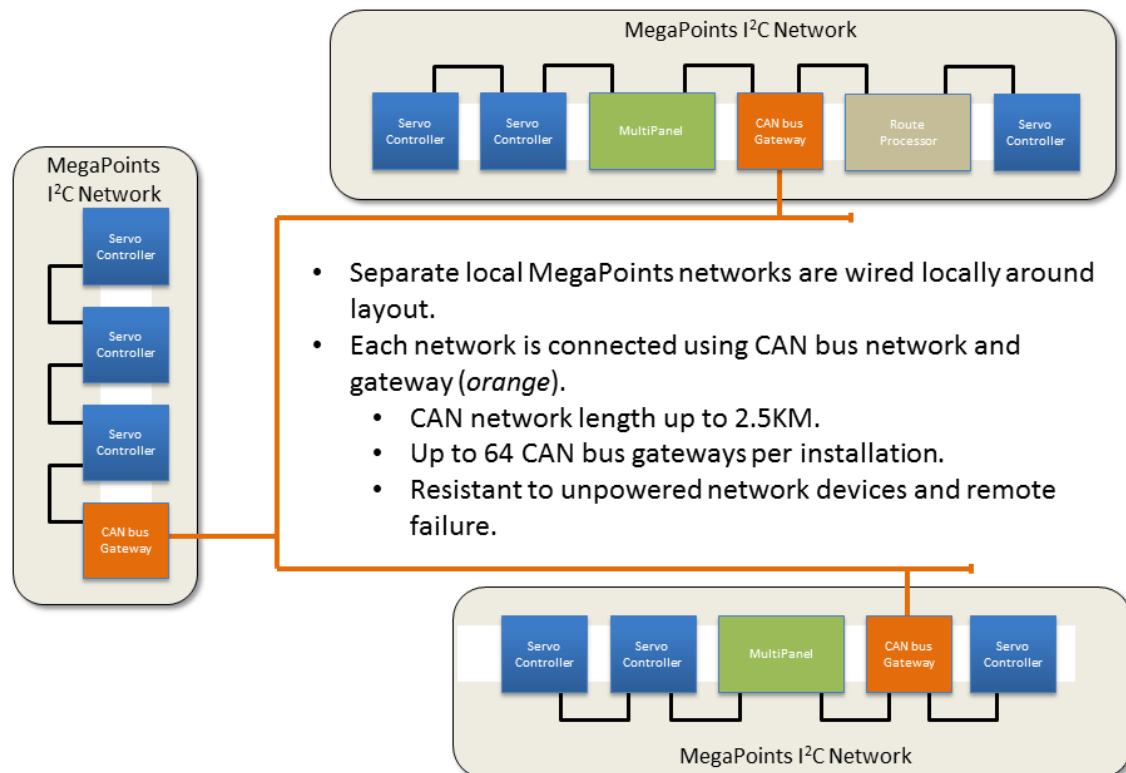 MegaPoints I²C Network
Servo
Controller
Servo
Controller
MultiPanel
CAN bus
Gateway
Route
Processor
Servo
Controller
MegaPoints
I²C Network
Servo
Controller
Servo
Controller
Servo
Controller
CAN bus
Gateway
• Separate local MegaPoints networks are wired locally around
layout.
• Each network is connected using CAN bus network and
gateway (orange).
• CAN network length up to 2.5KM.
• Up to 64 CAN bus gateways per installation.
• Resistant to unpowered network devices and remote
failure.
Servo
Controller
Servo
Controller
MultiPanel
CAN bus
Gateway
Servo
Controller
MegaPoints I²C Network